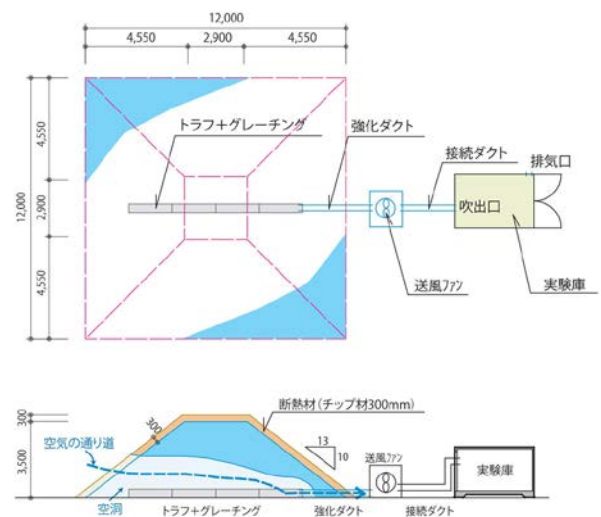 12,000
4,550
2,900
4,550
12,000
4,550
2,900
4,550
トラフ+グレーチング
強化ダクト
接続ダクト
排気口
吹出口
送風ファン
実験庫
300
3,500
300
断熱材(チップ材300mm)
空気の通り道
13
10
送風ファン
実験庫
空洞
トラフ+グレーチング
強化ダクト
接続ダクト